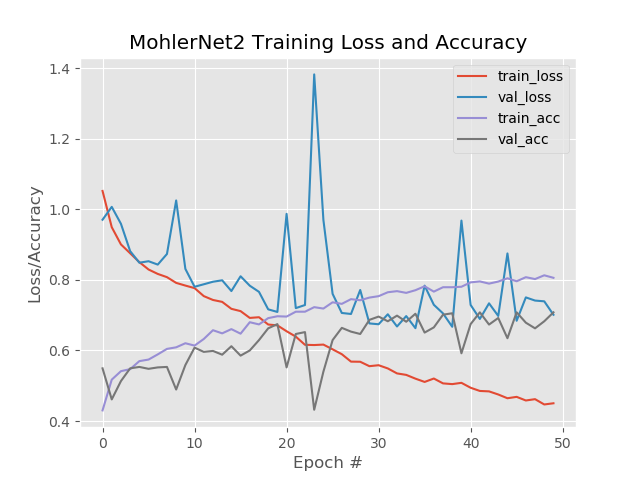 MohlerNet2 Training Loss and Accuracy
train_loss
val_loss
train_acc
val_acc
Loss/Accuracy
1.4
1.2
1.0
0.8
0.6
0.4
0 10 20 30 40 50
Epoch #